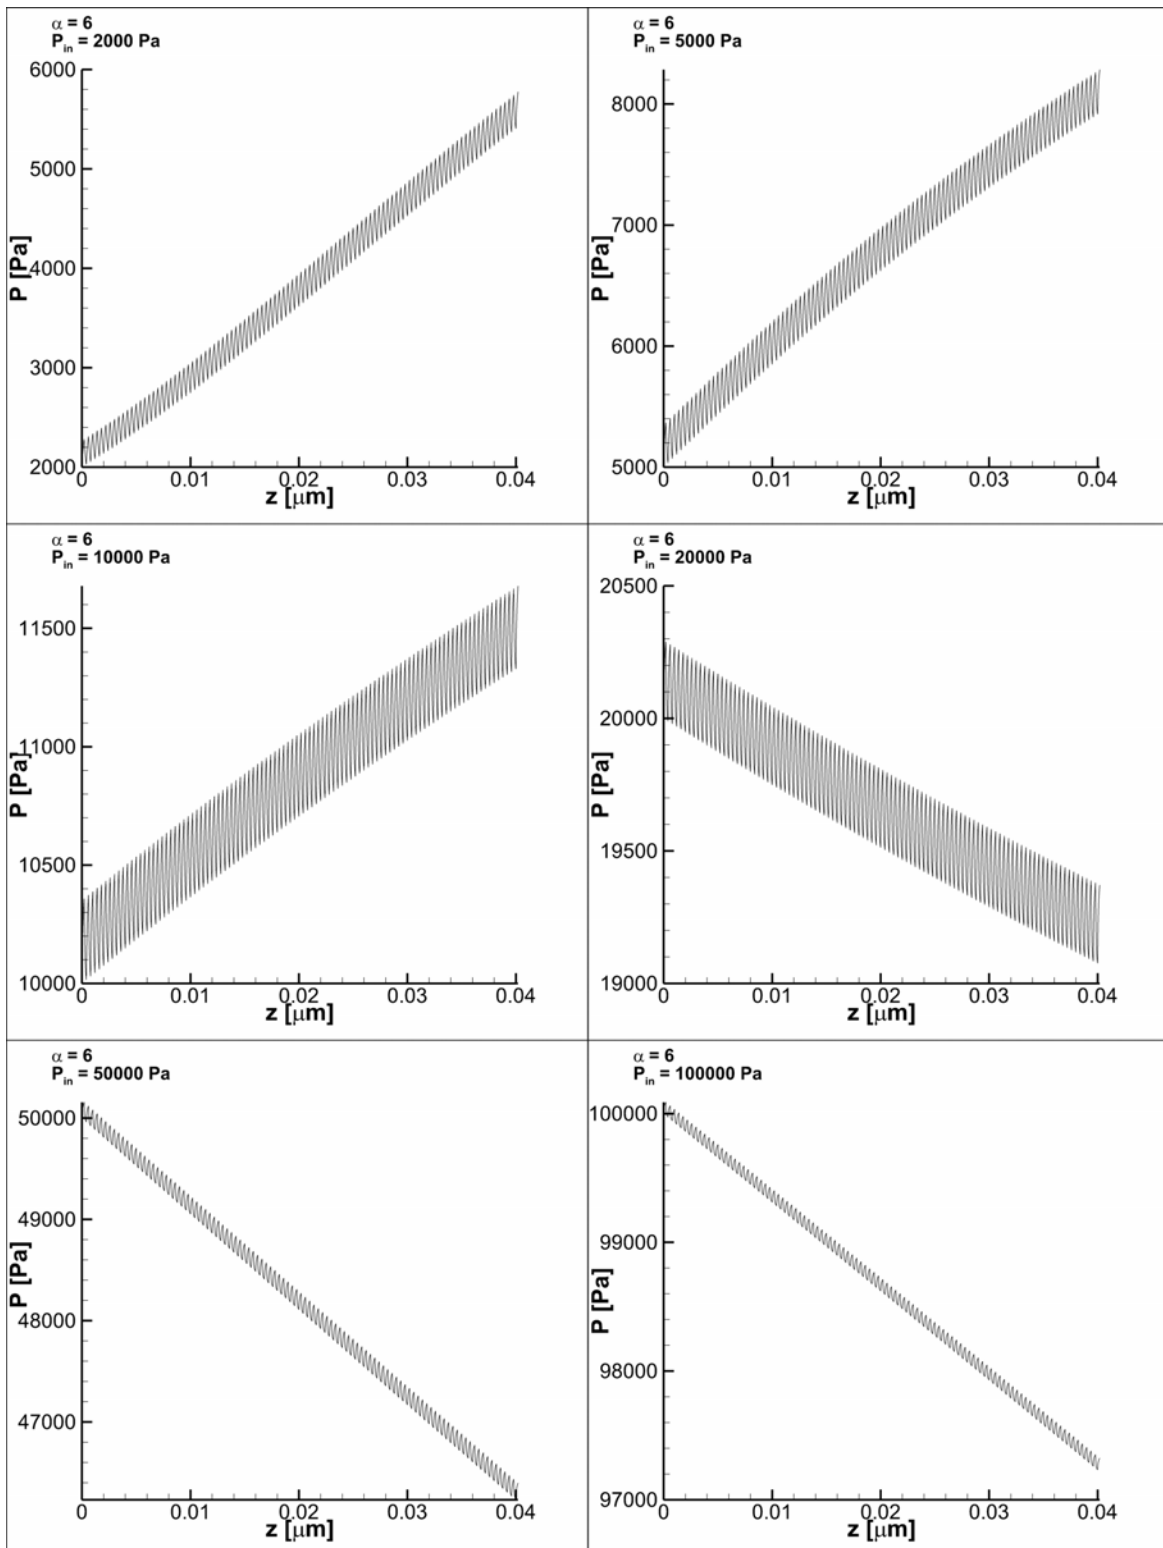 α = 6
P_in = 2000 Pa
6000
5000
4000
3000
2000
P [Pa]
0 0.01 0.02 0.03 0.04
z [μm]
α = 6
P_in = 5000 Pa
8000
7000
6000
5000
P [Pa]
0 0.01 0.02 0.03 0.04
z [μm]
α = 6
P_in = 10000 Pa
11500
11000
10500
10000
P [Pa]
0 0.01 0.02 0.03 0.04
z [μm]
α = 6
P_in = 20000 Pa
20500
20000
19500
19000
P [Pa]
0 0.01 0.02 0.03 0.04
z [μm]
α = 6
P_in = 50000 Pa
50000
49000
48000
47000
P [Pa]
0 0.01 0.02 0.03 0.04
z [μm]
α = 6
P_in = 100000 Pa
100000
99000
98000
97000
P [Pa]
0 0.01 0.02 0.03 0.04
z [μm]